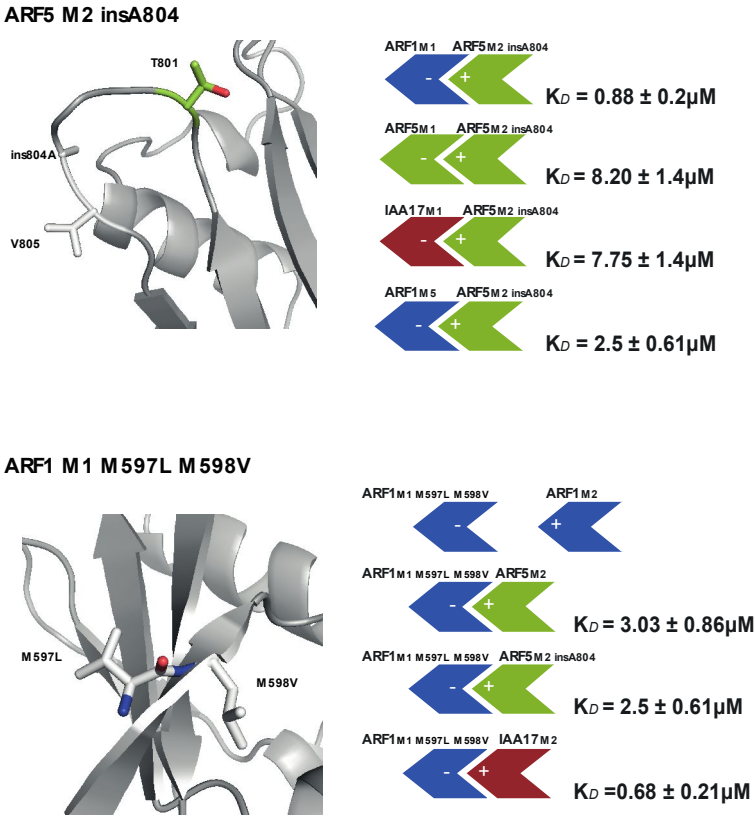 ARF5 M2 insA804
T801
ins804A
V805
ARF1M1 ARF5M2 insA804
- +
KD = 0.88 ± 0.2µM
ARF5M1 ARF5M2 insA804
- +
KD = 8.20 ± 1.4µM
IAA17M1 ARF5M2 insA804
- +
KD = 7.75 ± 1.4µM
ARF1M5 ARF5M2 insA804
- +
KD = 2.5 ± 0.61µM
ARF1 M1 M597L M598V
M597L
M598V
ARF1M1 M597L M598V ARF1M2
- +
ARF1M1 M597L M598V ARF5M2
- +
KD = 3.03 ± 0.86µM
ARF1M1 M597L M598V ARF5M2 insA804
- +
KD = 2.5 ± 0.61µM
ARF1M1 M597L M598V IAA17M2
- +
KD =0.68 ± 0.21µM